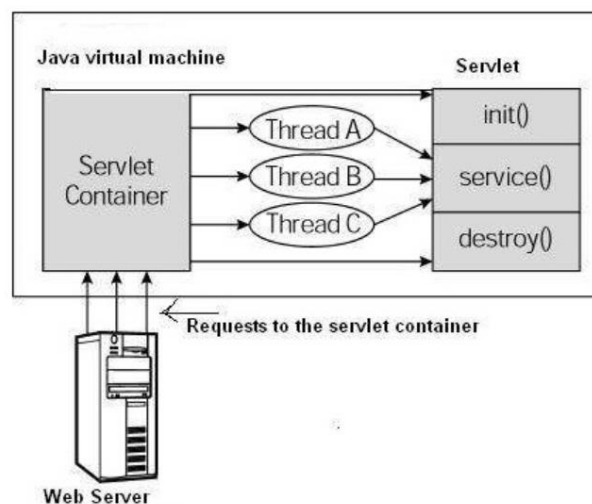 Java virtual machine
Servlet
Servlet
Container
Thread A
Thread B
Thread C
init()
service()
destroy()
Requests to the servlet container
Web Server